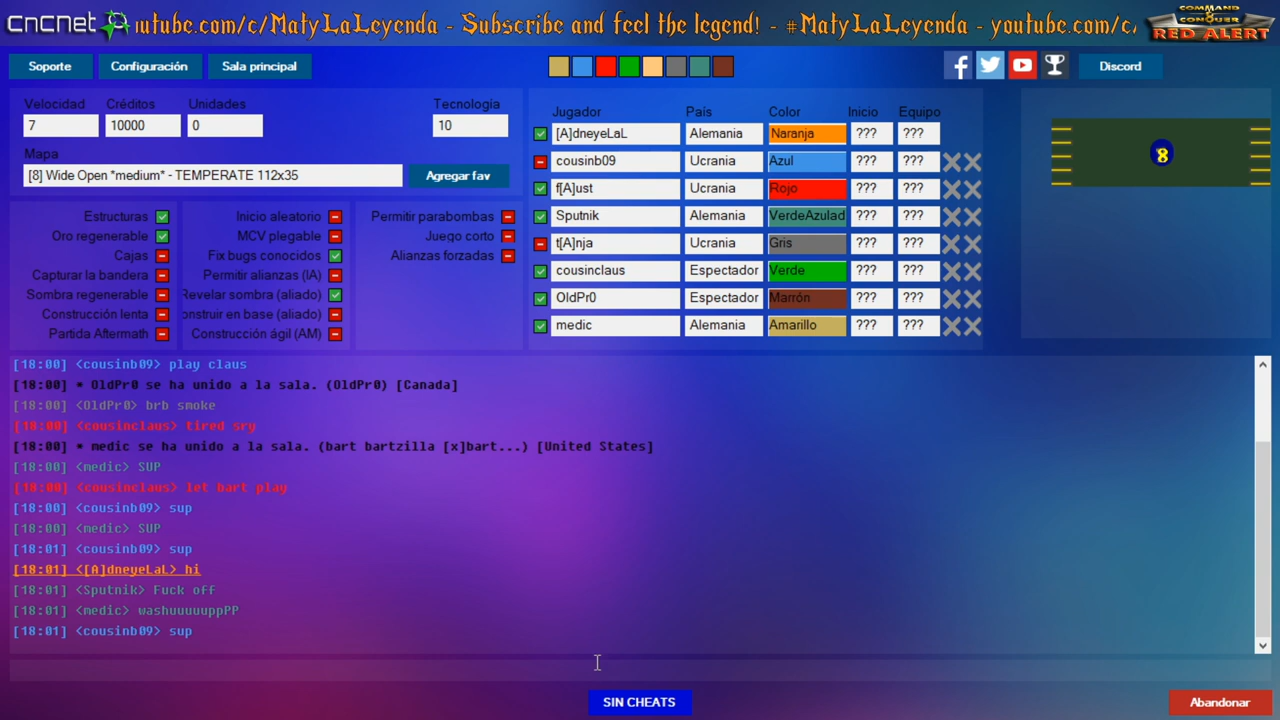 cncnet
utube.com/c/MatyLaLeyenda - Subscribe and feel the legend! - #MatyLaLeyenda - youtube.com/c
COMMAND & CONQUER
RED ALERT
Soporte
Configuración
Sala principal
Discord
Velocidad
Créditos
Unidades
Tecnología
7
10000
0
10
Mapa
[8] Wide Open *medium* - TEMPERATE 112x35
Agregar fav
Estructuras
Oro regenerable
Cajas
Capturar la bandera
Sombra regenerable
Construcción lenta
Partida Aftermath
Inicio aleatorio
MCV plegable
Fix bugs conocidos
Permitir alianzas (IA)
Revelar sombra (aliado)
onstruir en base (aliado)
Construcción ágil (AM)
Permitir parabombas
Juego corto
Alianzas forzadas
Jugador País Color Inicio Equipo
[A]dneyeLaL Alemania Naranja ??? ???
cousinb09 Ucrania Azul ??? ???
f[A]ust Ucrania Rojo ??? ???
Sputnik Alemania VerdeAzulad ??? ???
t[A]nja Ucrania Gris ??? ???
cousinclaus Espectador Verde ??? ???
OldPr0 Espectador Marrón ??? ???
medic Alemania Amarillo ??? ???
8
[18:00] <cousinb09> play claus
[18:00] * OldPr0 se ha unido a la sala. (OldPr0) [Canada]
[18:00] <OldPr0> brb smoke
[18:00] <cousinclaus> tired sry
[18:00] * medic se ha unido a la sala. (bart bartzilla [x]bart...) [United States]
[18:00] <medic> SUP
[18:00] <cousinclaus> let bart play
[18:00] <cousinb09> sup
[18:00] <medic> SUP
[18:01] <cousinb09> sup
[18:01] <[A]dneyeLaL> hi
[18:01] <Sputnik> Fuck off
[18:01] <medic> washuuuuuppPP
[18:01] <cousinb09> sup
SIN CHEATS
Abandonar